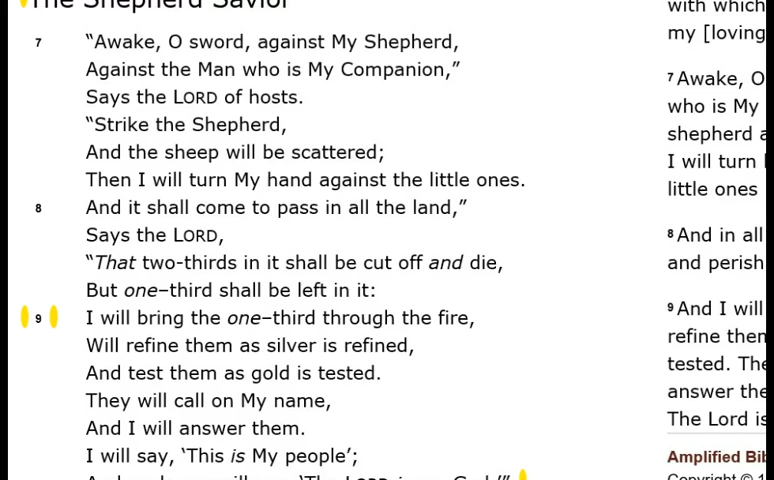 The Shepherd Savior
7 “Awake, O sword, against My Shepherd,
Against the Man who is My Companion,”
Says the LORD of hosts.
“Strike the Shepherd,
And the sheep will be scattered;
Then I will turn My hand against the little ones.
8 And it shall come to pass in all the land,”
Says the LORD,
“That two-thirds in it shall be cut off and die,
But one–third shall be left in it:
9 I will bring the one–third through the fire,
Will refine them as silver is refined,
And test them as gold is tested.
They will call on My name,
And I will answer them.
I will say, ‘This is My people’;
with which
my [loving
7 Awake, O
who is My
shepherd
I will turn
little ones
8 And in all
and perish
9 And I will
refine
tested.
answer
The Lord is
Amplified
Copyright ©